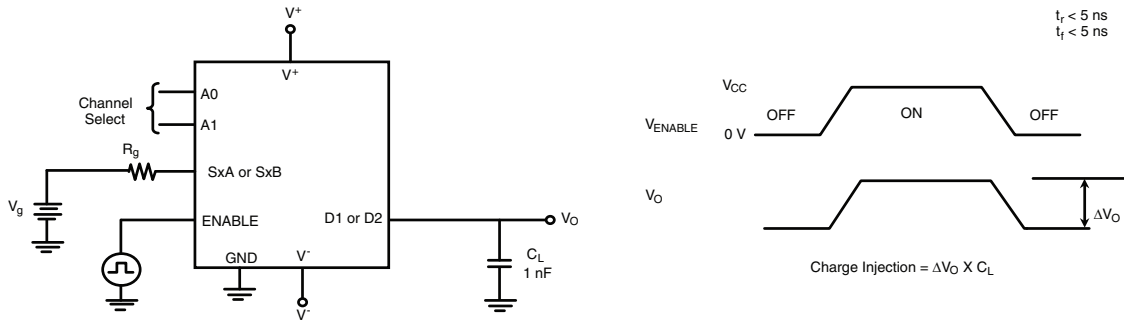 V+
V+
A0
Channel
Select
A1
Rg
SxA or SxB
Vg
ENABLE
D1 or D2
VO
GND
V-
CL
1 nF
V-
tr < 5 ns
tf < 5 ns
VCC
OFF
ON
OFF
VENABLE
0 V
VO
ΔVO
Charge Injection = ΔVO X CL